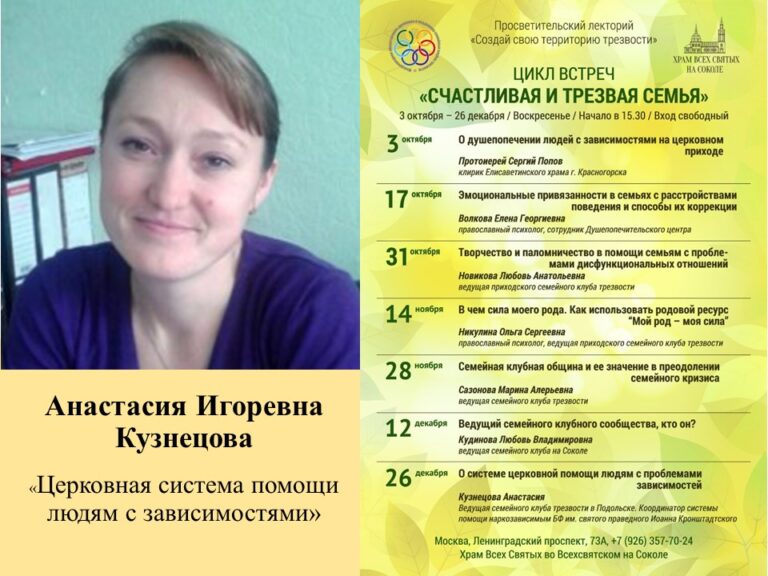 Анастасия Игоревна
Кузнецова
«Церковная система помощи
людям с зависимостями»
Просветительский лекторий
«Создай свою территорию трезвости»
ХРАМ ВСЕХ СВЯТЫХ
НА СОКОЛЕ
ЦИКЛ ВСТРЕЧ
«СЧАСТЛИВАЯ И ТРЕЗВАЯ СЕМЬЯ»
3 октября – 26 декабря / Воскресенье / Начало в 15.30 / Вход свободный
3 октября
О душепопечении людей с зависимостями на церковном
приходе
Протоиерей Сергий Попов
клирик Елисаветинского храма г. Красногорска
17 октября
Эмоциональные привязанности в семьях с расстройствами
поведения и способы их коррекции
Волкова Елена Георгиевна
православный психолог, сотрудник Душепопечительского центра
31 октября
Творчество и паломничество в помощи семьям с пробле-
мами дисфункциональных отношений
Новикова Любовь Анатольевна
ведущая приходского семейного клуба трезвости
14 ноября
В чем сила моего рода. Как использовать родовой ресурс
"Мой род – моя сила"
Никулина Ольга Сергеевна
православный психолог, ведущая приходского семейного клуба трезвости
28 ноября
Семейная клубная община и ее значение в преодолении
семейного кризиса
Сазонова Марина Алерьевна
ведущая семейного клуба трезвости
12 декабря
Ведущий семейного клубного сообщества, кто он?
Кудинова Любовь Владимировна
ведущая семейного клуба на Соколе
26 декабря
О системе церковной помощи людям с проблемами
зависимостей
Кузнецова Анастасия
Ведущая семейного клуба трезвости в Подольске. Координатор системы
помощи наркозависимым БФ им. святого праведного Иоанна Кронштадтского
Москва, Ленинградский проспект, 73А, +7 (926) 357-70-24
Храм Всех Святых во Всехсвятском на Соколе